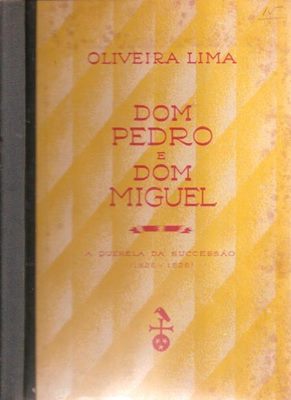 OLIVEIRA LIMA
DOM
PEDRO
E
DOM
MIGUEL
A QUERELA DA SUCCESSÃO
(1826-1828)